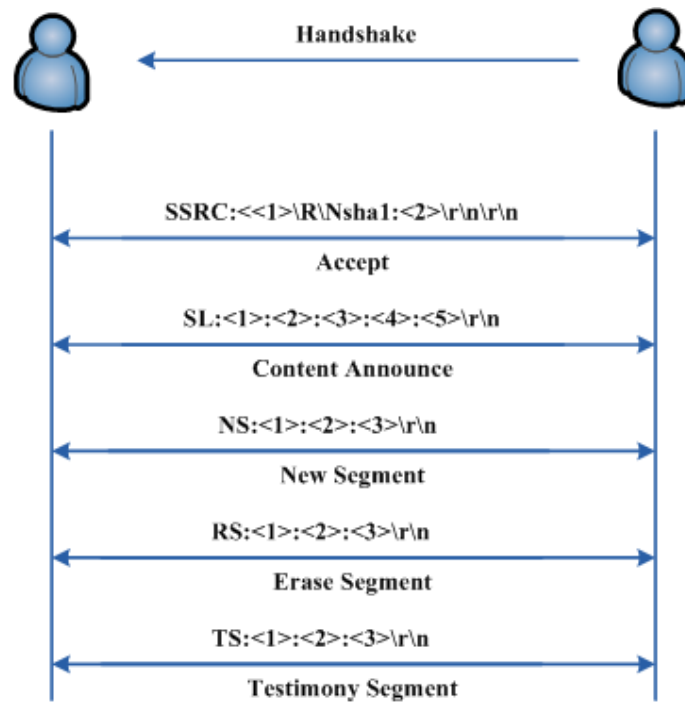 Handshake
SSRC:<<1>\R\Nsha1:<2>\r\n\r\n
Accept
SL:<1>:<2>:<3>:<4>:<5>\r\n
Content Announce
NS:<1>:<2>:<3>\r\n
New Segment
RS:<1>:<2>:<3>\r\n
Erase Segment
TS:<1>:<2>:<3>\r\n
Testimony Segment